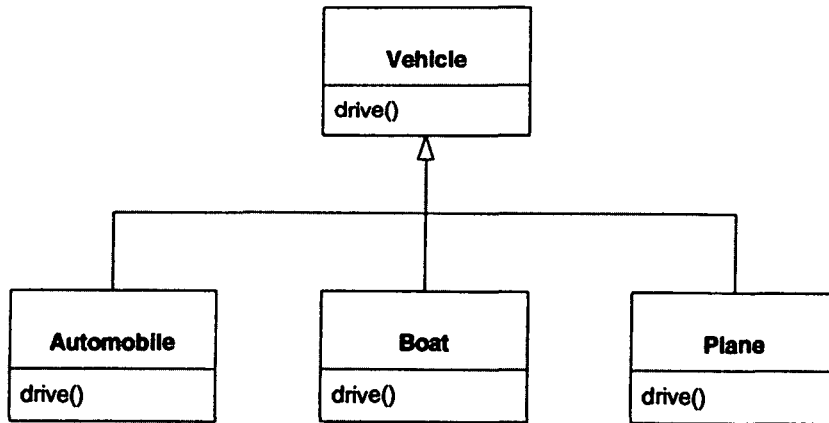 Vehicle
drive()
Automobile
Boat
Plane
drive()
drive()
drive()